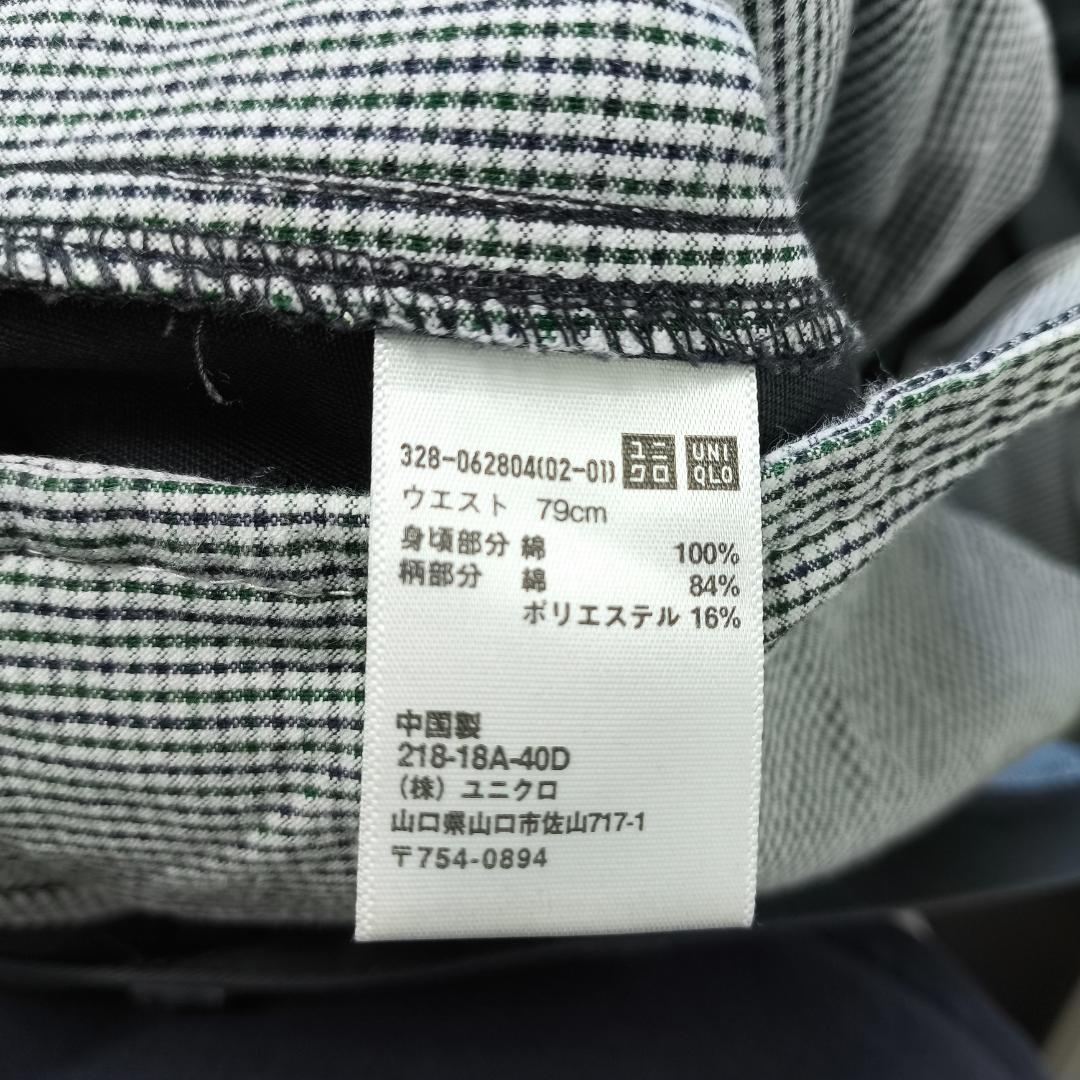 328-062804(02-01) ユニクロ UNIQLO
ウエスト 79cm
身頃部分 綿 100%
柄部分 綿 84%
ポリエステル 16%
中国製
218-18A-40D
(株) ユニクロ
山口県山口市佐山717-1
〒754-0894